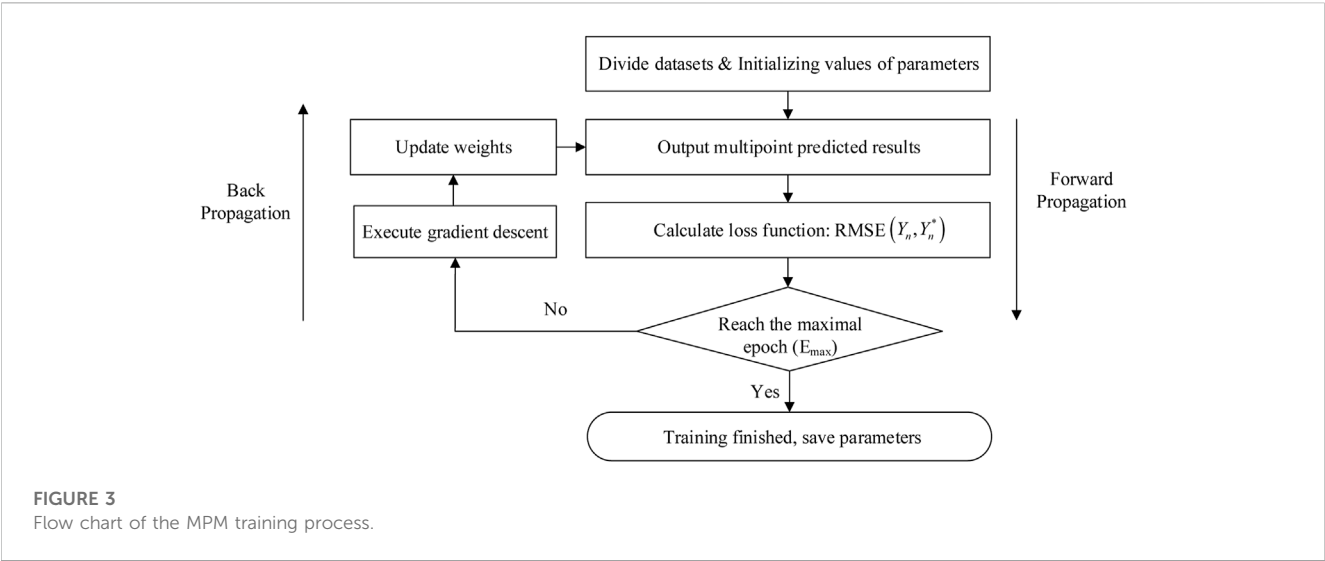 Divide datasets & Initializing values of parameters
Update weights
Output multipoint predicted results
Back
Propagation
Forward
Propagation
Execute gradient descent
Calculate loss function: RMSE(Yₙ,Yₙ*)
No
Reach the maximal
epoch (Eₘₐₓ)
Yes
Training finished, save parameters
FIGURE 3
Flow chart of the MPM training process.